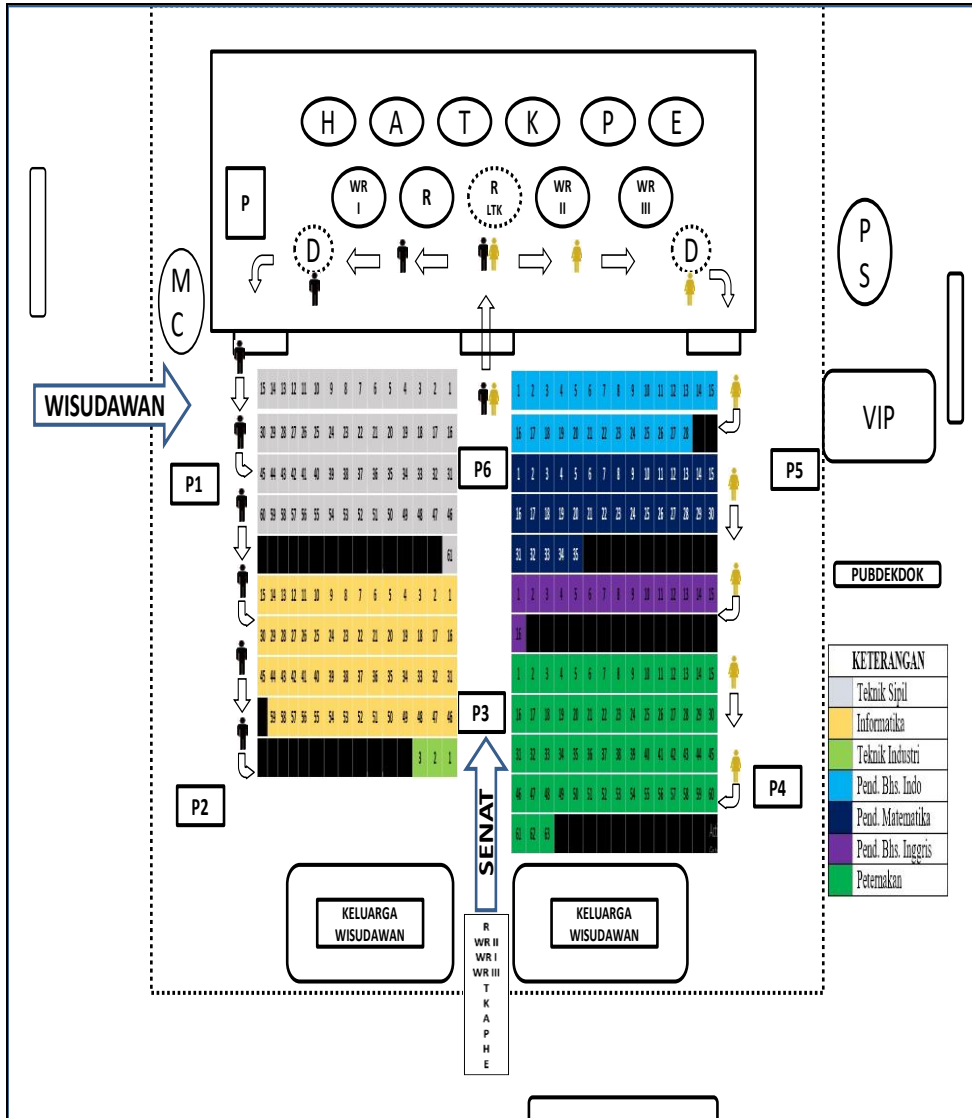 H A T K P E
P
WR
I
R
R
LTK
WR
II
WR
III
D
D
M
C
P
S
WISUDAWAN
VIP
P1
P6
P5
15 14 13 12 11 10 9 8 7 6 5 4 3 2 1
30 29 28 27 26 25 24 23 22 21 20 19 18 17 16
45 44 43 42 41 40 39 38 37 36 35 34 33 32 31
60 59 58 57 56 55 54 53 52 51 50 49 48 47 46
61
15 14 13 12 11 10 9 8 7 6 5 4 3 2 1
30 29 28 27 26 25 24 23 22 21 20 19 18 17 16
45 44 43 42 41 40 39 38 37 36 35 34 33 32 31
59 58 57 56 55 54 53 52 51 50 49 48 47 46
3 2 1
1 2 3 4 5 6 7 8 9 10 11 12 13 14 15
16 17 18 19 20 21 22 23 24 25 26 27 28
1 2 3 4 5 6 7 8 9 10 11 12 13 14 15
16 17 18 19 20 21 22 23 24 25 26 27 28 29 30
31 32 33 34 35
1 2 3 4 5 6 7 8 9 10 11 12 13 14 15
16
1 2 3 4 5 6 7 8 9 10 11 12 13 14 15
16 17 18 19 20 21 22 23 24 25 26 27 28 29 30
31 32 33 34 35 36 37 38 39 40 41 42 43 44 45
46 47 48 49 50 51 52 53 54 55 56 57 58 59 60
61 62 63
PUBDEKDOK
KETERANGAN
Teknik Sipil
Informatika
Teknik Industri
Pend. Bhs. Indo
Pend. Matematika
Pend. Bhs. Inggris
Peternakan
P3
P2
P4
SENAT
KELUARGA
WISUDAWAN
KELUARGA
WISUDAWAN
R
WR II
WR I
WR III
T
K
A
P
H
E